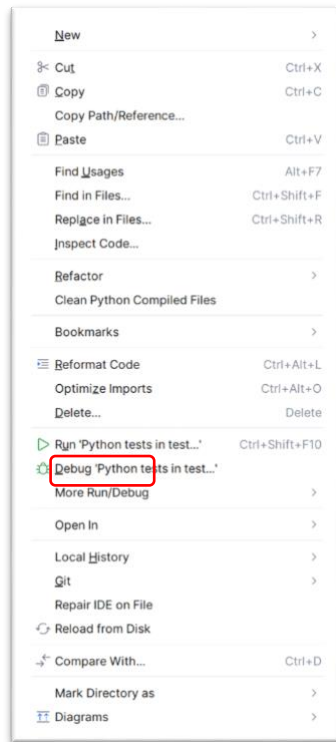 New
Cut Ctrl+X
Copy Ctrl+C
Copy Path/Reference...
Paste Ctrl+V
Find Usages Alt+F7
Find in Files... Ctrl+Shift+F
Replace in Files... Ctrl+Shift+R
Inspect Code...
Refactor
Clean Python Compiled Files
Bookmarks
Reformat Code Ctrl+Alt+L
Optimize Imports Ctrl+Alt+O
Delete... Delete
Run 'Python tests in test...' Ctrl+Shift+F10
Debug 'Python tests in test...'
More Run/Debug
Open In
Local History
Git
Repair IDE on File
Reload from Disk
Compare With... Ctrl+D
Mark Directory as
Diagrams